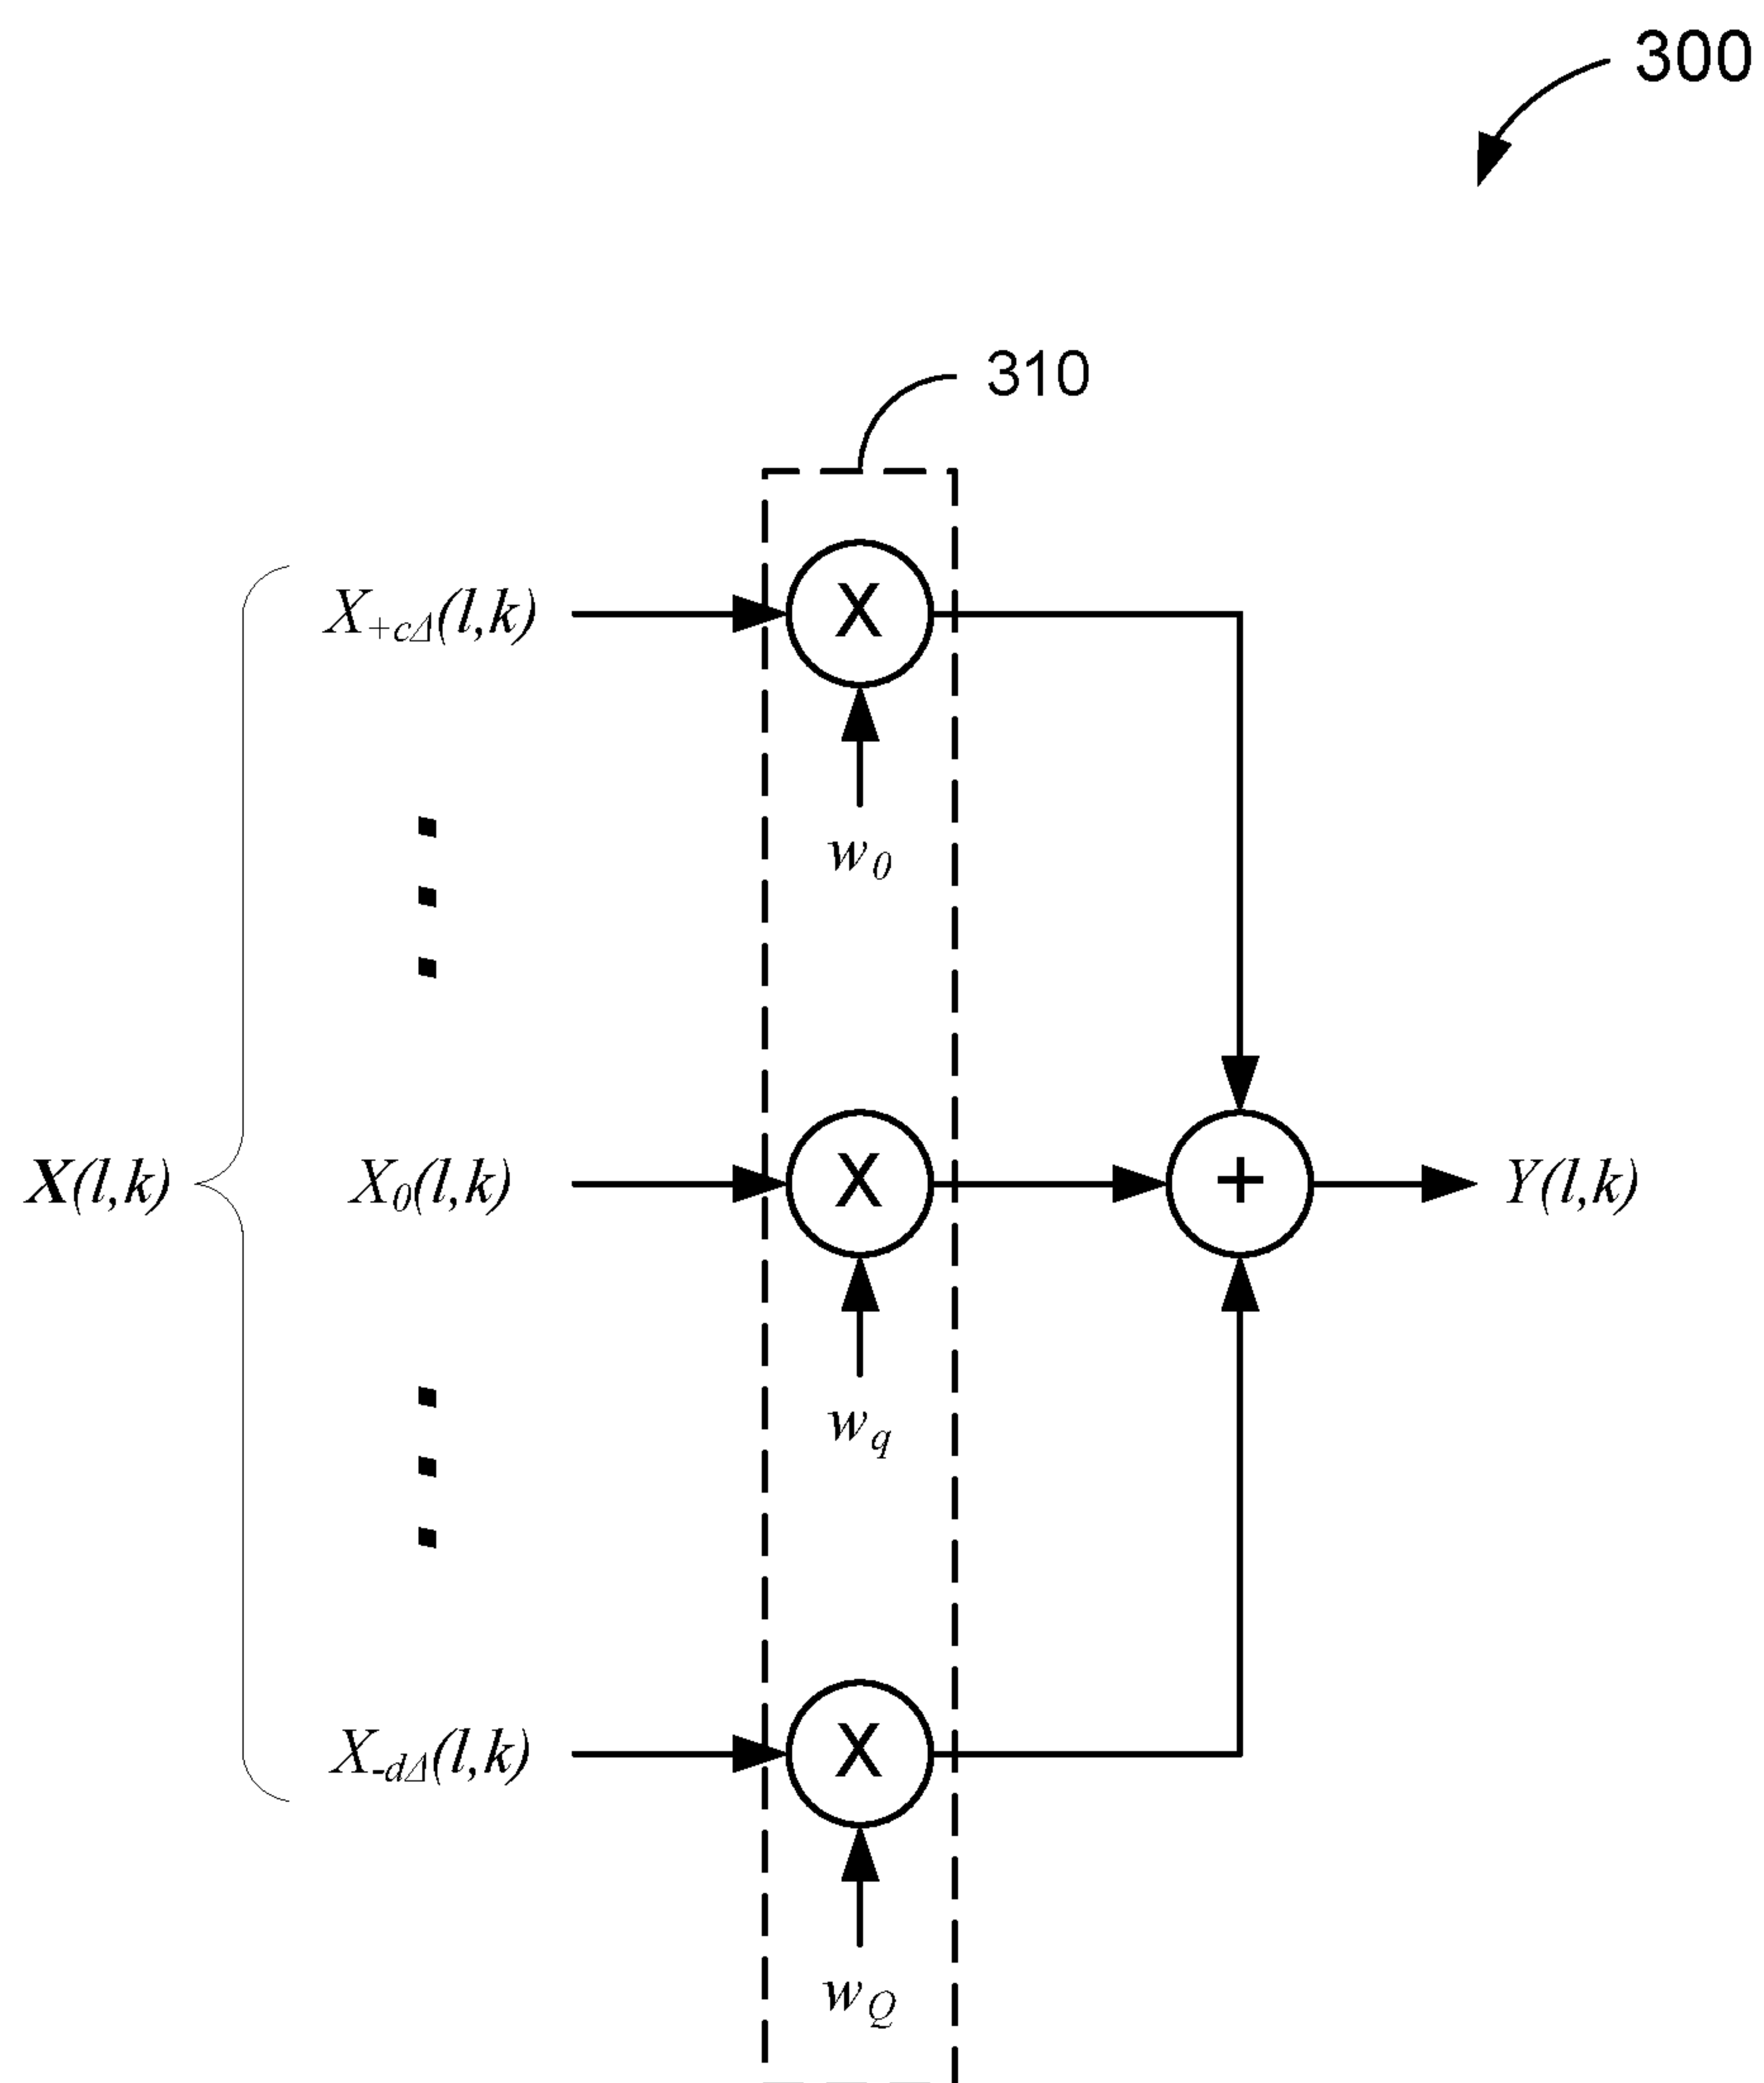 300
310
X+cΔ(l,k)
X
w0
X(l,k)
X0(l,k)
X
+
Y(l,k)
wq
X-dΔ(l,k)
X
wQ